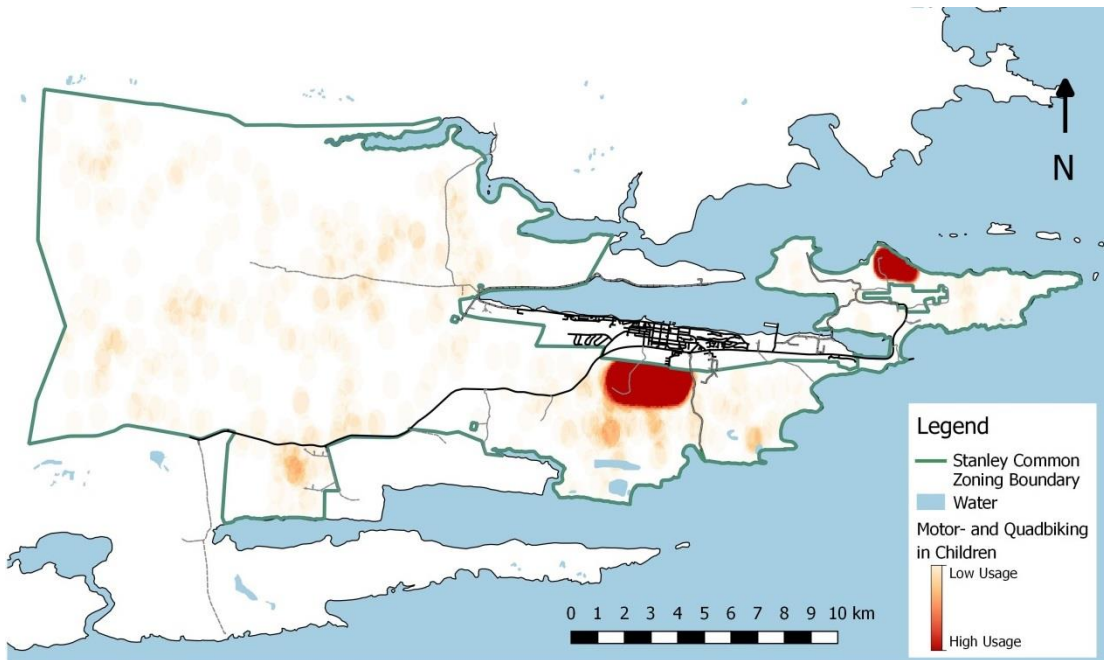 N
Legend
Stanley Common
Zoning Boundary
Water
Motor- and Quadbiking
in Children
Low Usage
High Usage
0 1 2 3 4 5 6 7 8 9 10 km